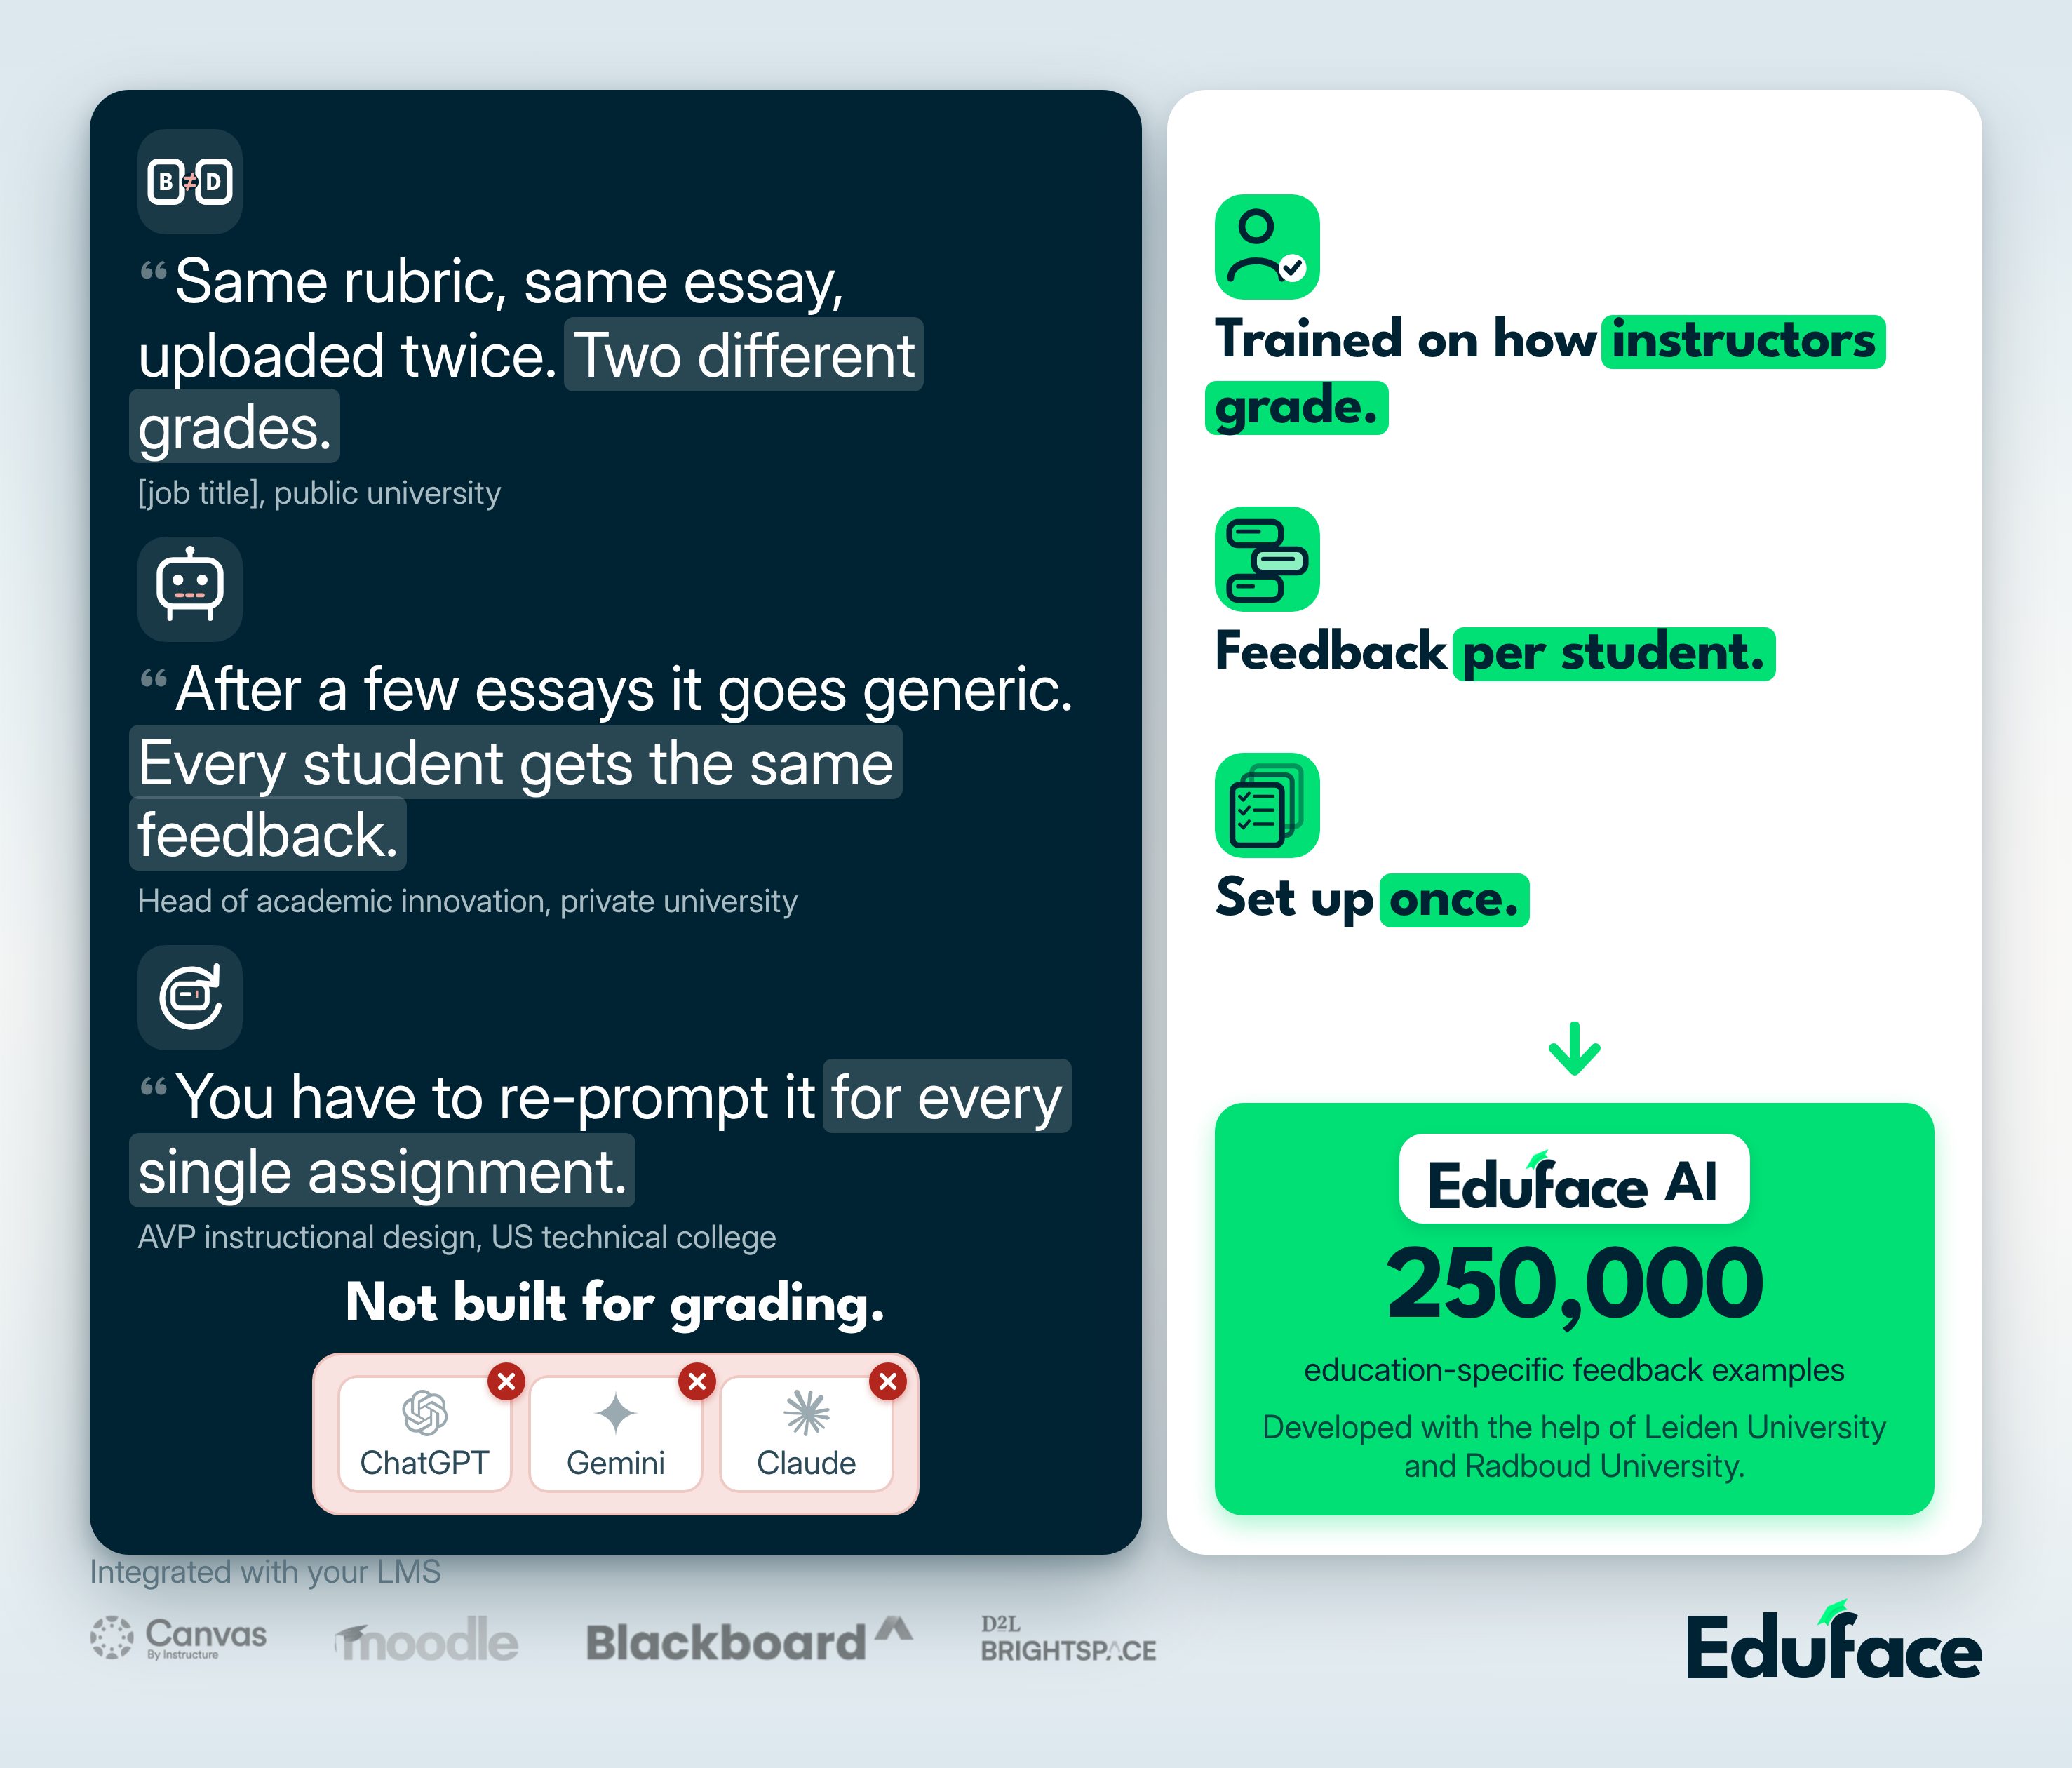 B≠D
“Same rubric, same essay,
uploaded twice. Two different
grades.
[job title], public university
“After a few essays it goes generic.
Every student gets the same
feedback.
Head of academic innovation, private university
“You have to re-prompt it for every
single assignment.
AVP instructional design, US technical college
Not built for grading.
ChatGPT
Gemini
Claude
Trained on how instructors
grade.
Feedback per student.
Set up once.
Eduface AI
250,000
education-specific feedback examples
Developed with the help of Leiden University
and Radboud University.
Integrated with your LMS
Canvas
By Instructure
moodle
Blackboard
D2L
BRIGHTSPACE
Eduface